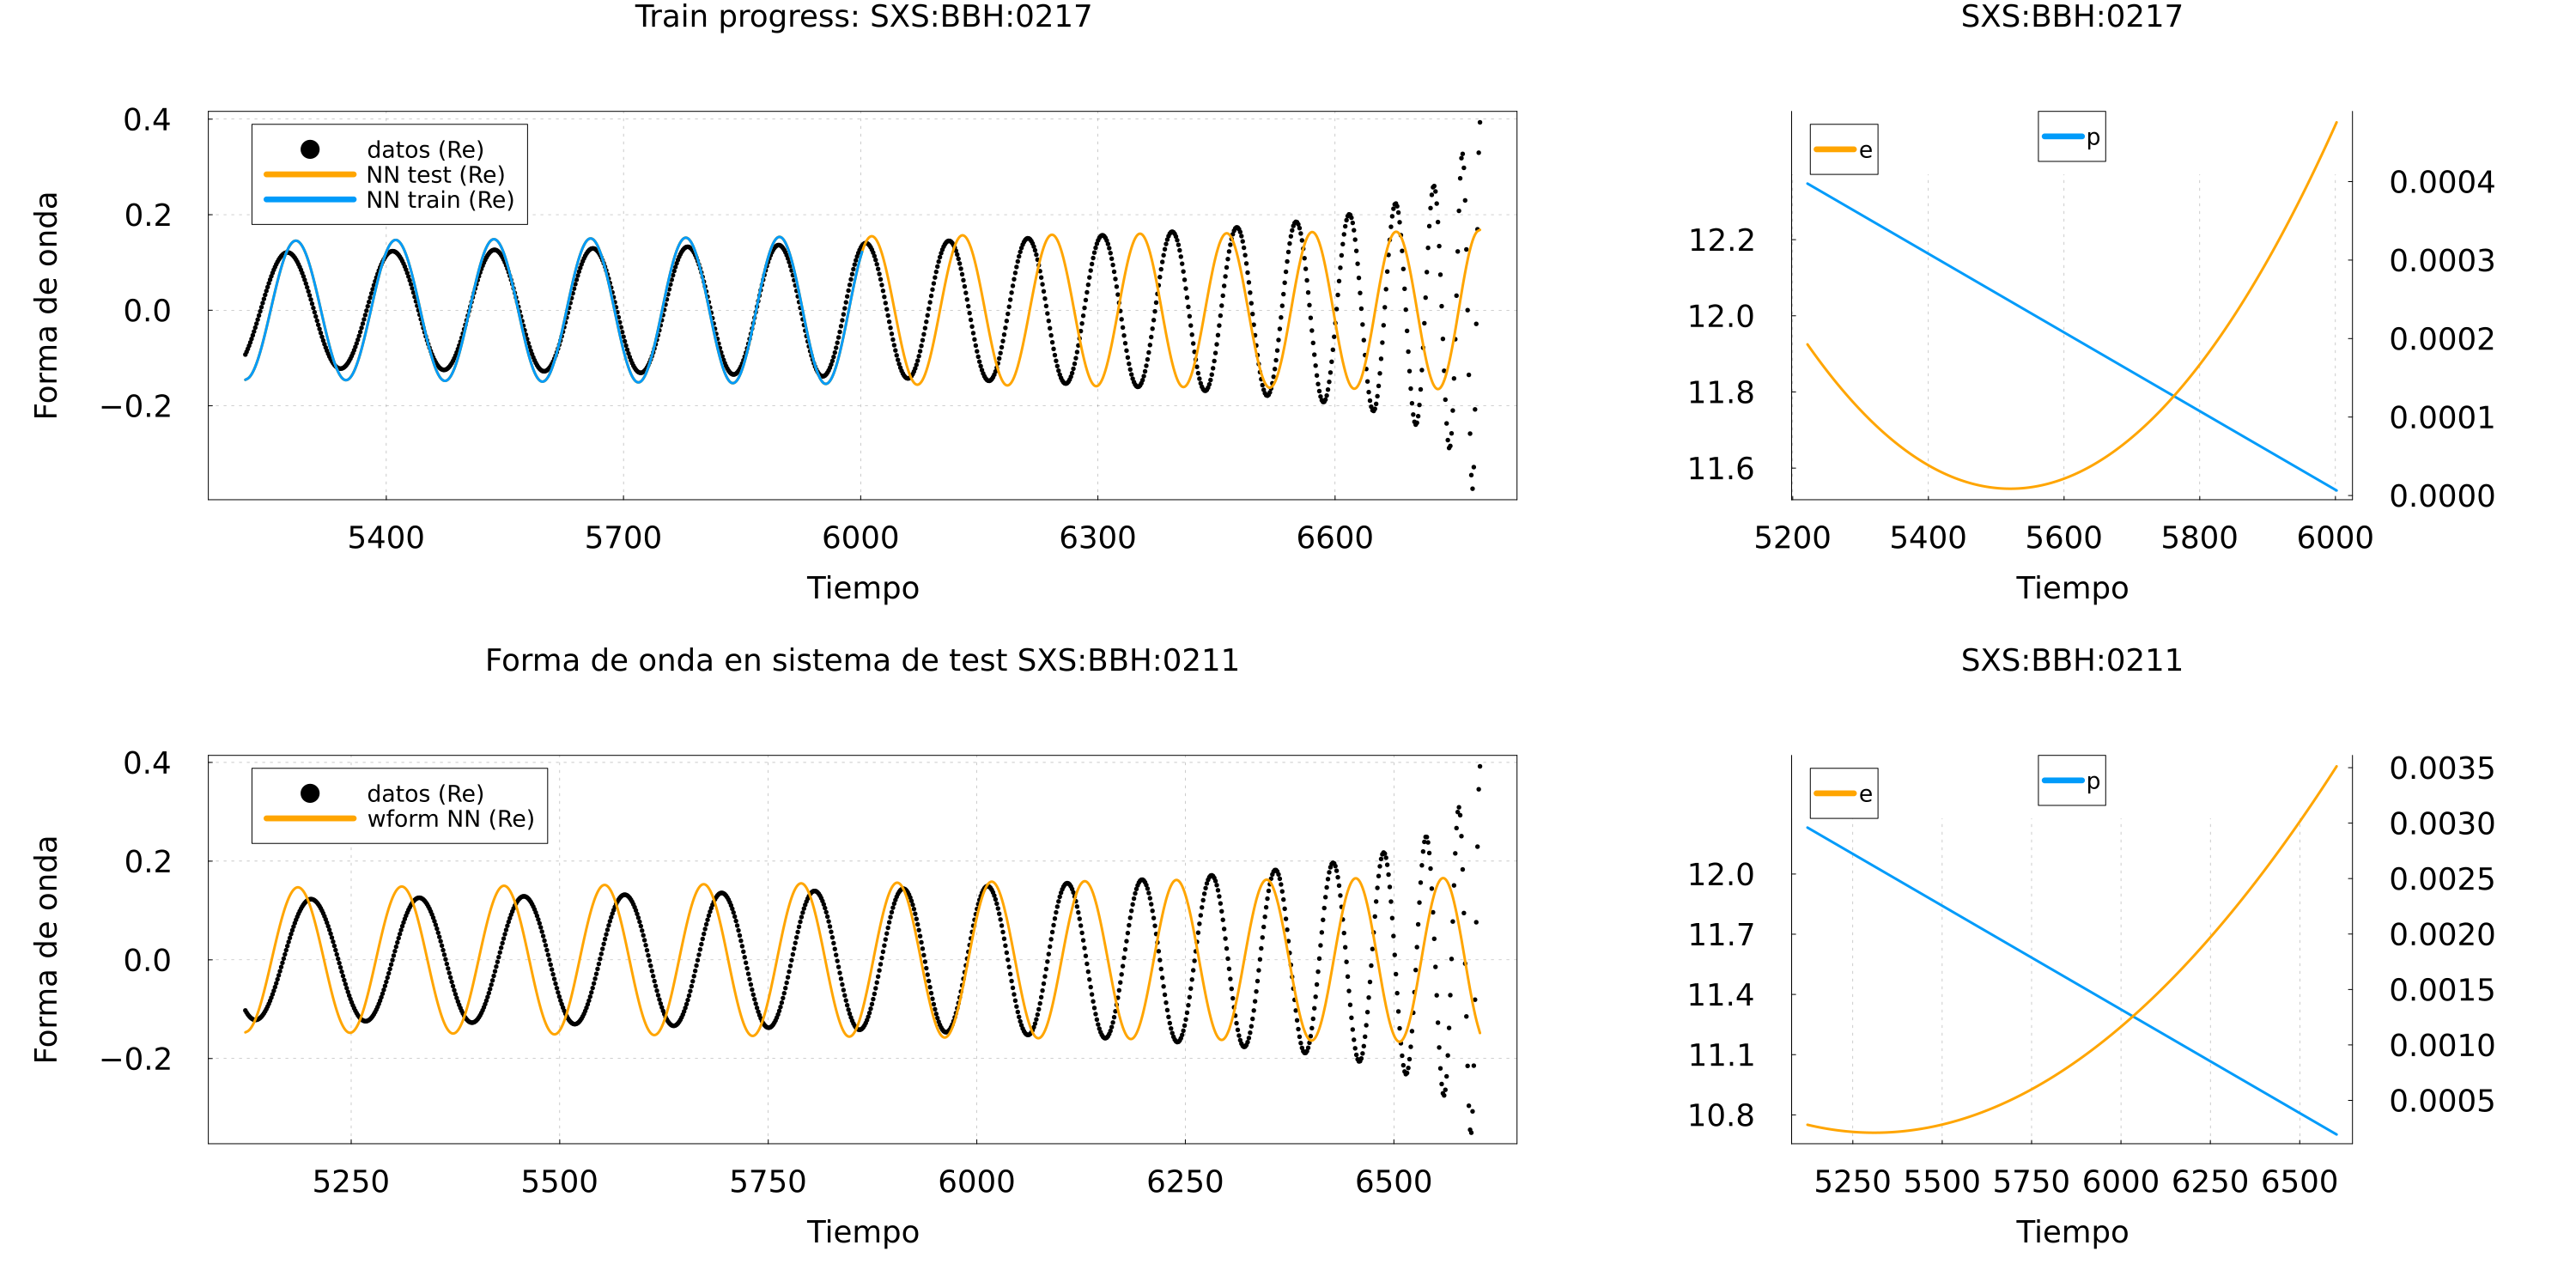 Train progress: SXS:BBH:0217
Forma de onda
0.4
0.2
0.0
−0.2
datos (Re)
NN test (Re)
NN train (Re)
5400 5700 6000 6300 6600
Tiempo
SXS:BBH:0217
e
p
12.2
12.0
11.8
11.6
0.0004
0.0003
0.0002
0.0001
0.0000
5200 5400 5600 5800 6000
Tiempo
Forma de onda en sistema de test SXS:BBH:0211
Forma de onda
0.4
0.2
0.0
−0.2
datos (Re)
wform NN (Re)
5250 5500 5750 6000 6250 6500
Tiempo
SXS:BBH:0211
e
p
12.0
11.7
11.4
11.1
10.8
0.0035
0.0030
0.0025
0.0020
0.0015
0.0010
0.0005
5250 5500 5750 6000 6250 6500
Tiempo